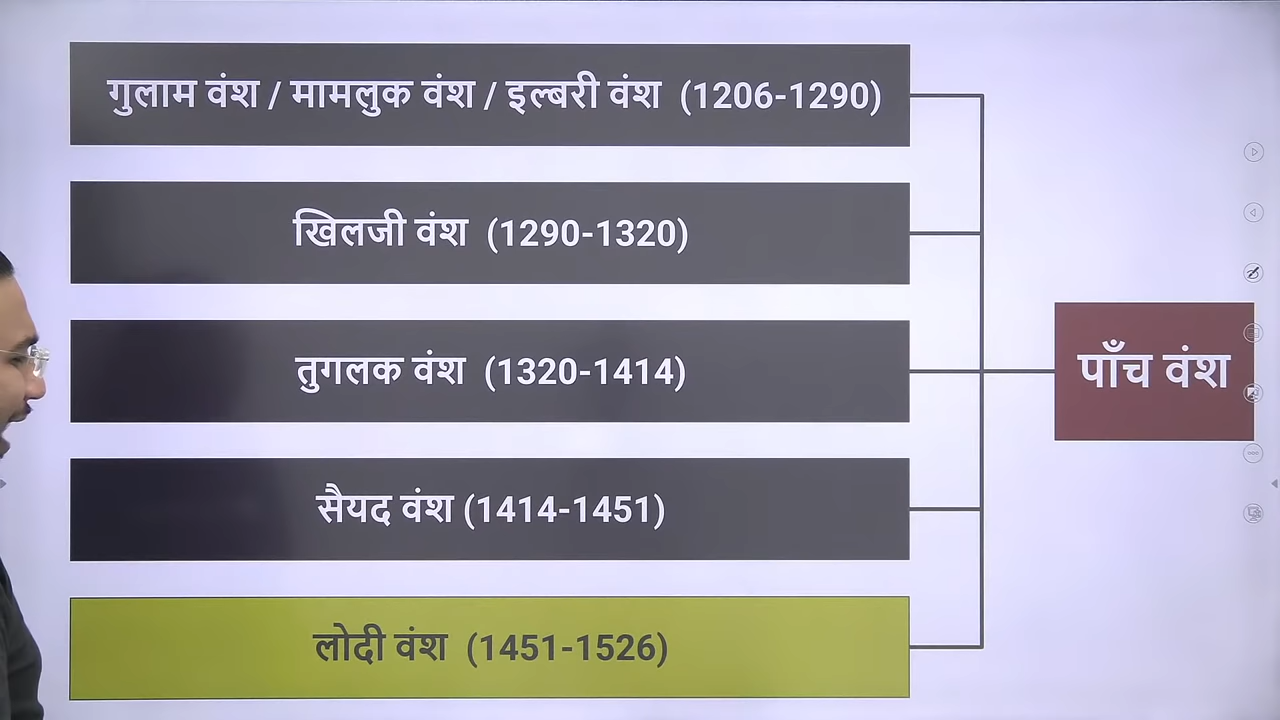 गुलाम वंश / मामलुक वंश / इल्बरी वंश (1206-1290)
खिलजी वंश (1290-1320)
तुगलक वंश (1320-1414)
सैयद वंश (1414-1451)
लोदी वंश (1451-1526)
पाँच वंश